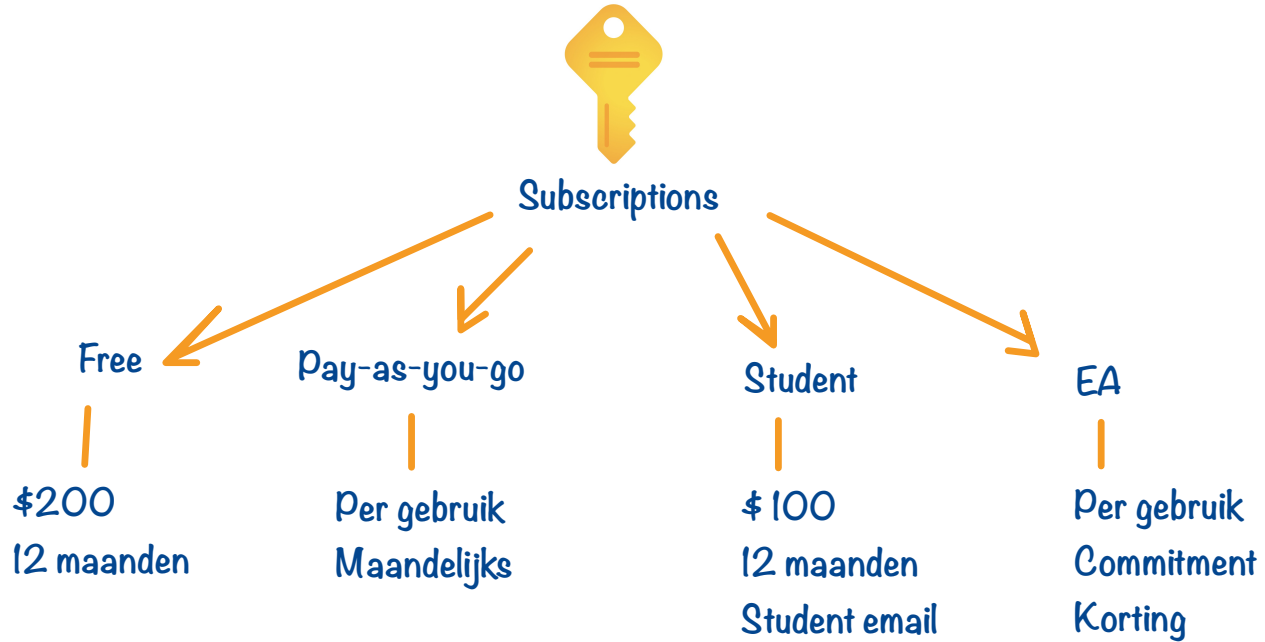 Subscriptions
Free
Pay-as-you-go
Student
EA
$200
12 maanden
Per gebruik
Maandelijks
$ 100
12 maanden
Student email
Per gebruik
Commitment
Korting